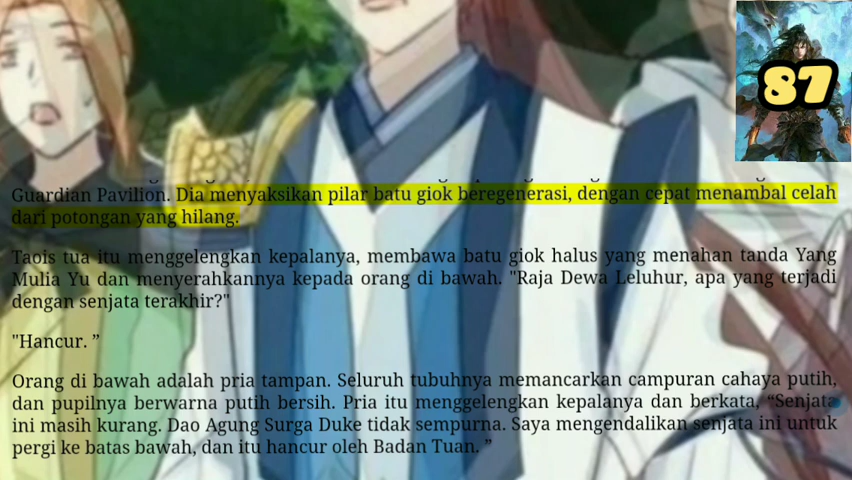 87
Guardian Pavilion. Dia menyaksikan pilar batu giok beregenerasi, dengan cepat menambal celah
dari potongan yang hilang.
Taois tua itu menggelengkan kepalanya, membawa batu giok halus yang menahan tanda Yang
Mulia Yu dan menyerahkannya kepada orang di bawah. "Raja Dewa Leluhur, apa yang terjadi
dengan senjata terakhir?"
"Hancur. ”
Orang di bawah adalah pria tampan. Seluruh tubuhnya memancarkan campuran cahaya putih,
dan pupilnya berwarna putih bersih. Pria itu menggelengkan kepalanya dan berkata, “Senjata
ini masih kurang. Dao Agung Surga Duke tidak sempurna. Saya mengendalikan senjata ini untuk
pergi ke batas bawah, dan itu hancur oleh Badan Tuan. ”